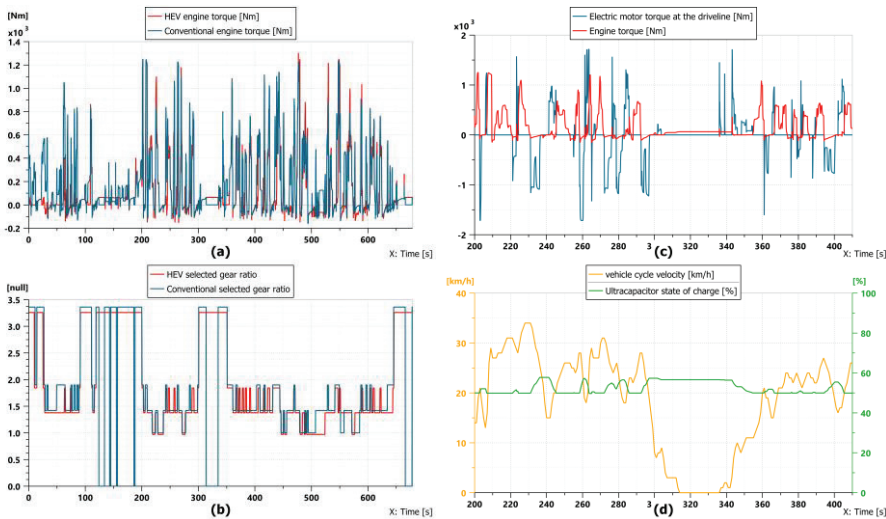 [Nm]
x10³
HEV engine torque [Nm]
Conventional engine torque [Nm]
1.4
1.2
1.0
0.8
0.6
0.4
0.2
0.0
-0.2
0 100 200 300 400 500 600
(a)
X: Time [s]
x10³
Electric motor torque at the driveline [Nm]
Engine torque [Nm]
2
1
0
-1
-2
200 220 240 260 280 300 320 340 360 380 400
(c)
X: Time [s]
[null]
HEV selected gear ratio
Conventional selected gear ratio
3.5
3.0
2.5
2.0
1.5
1.0
0.5
0.0
0 100 200 300 400 500 600
(b)
X: Time [s]
[km/h]
vehicle cycle velocity [km/h]
Ultracapacitor state of charge [%]
[%]
40 100
80
30
60
20
40
10
20
0 0
200 220 240 260 280 300 320 340 360 380 400
(d)
X: Time [s]